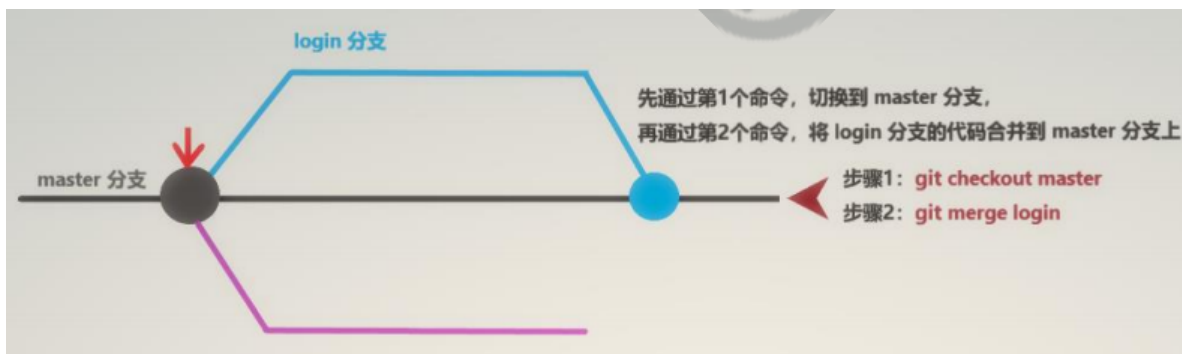 login 分支
先通过第1个命令，切换到 master 分支，
再通过第2个命令，将 login 分支的代码合并到 master 分支上
master 分支
步骤1：git checkout master
步骤2：git merge login